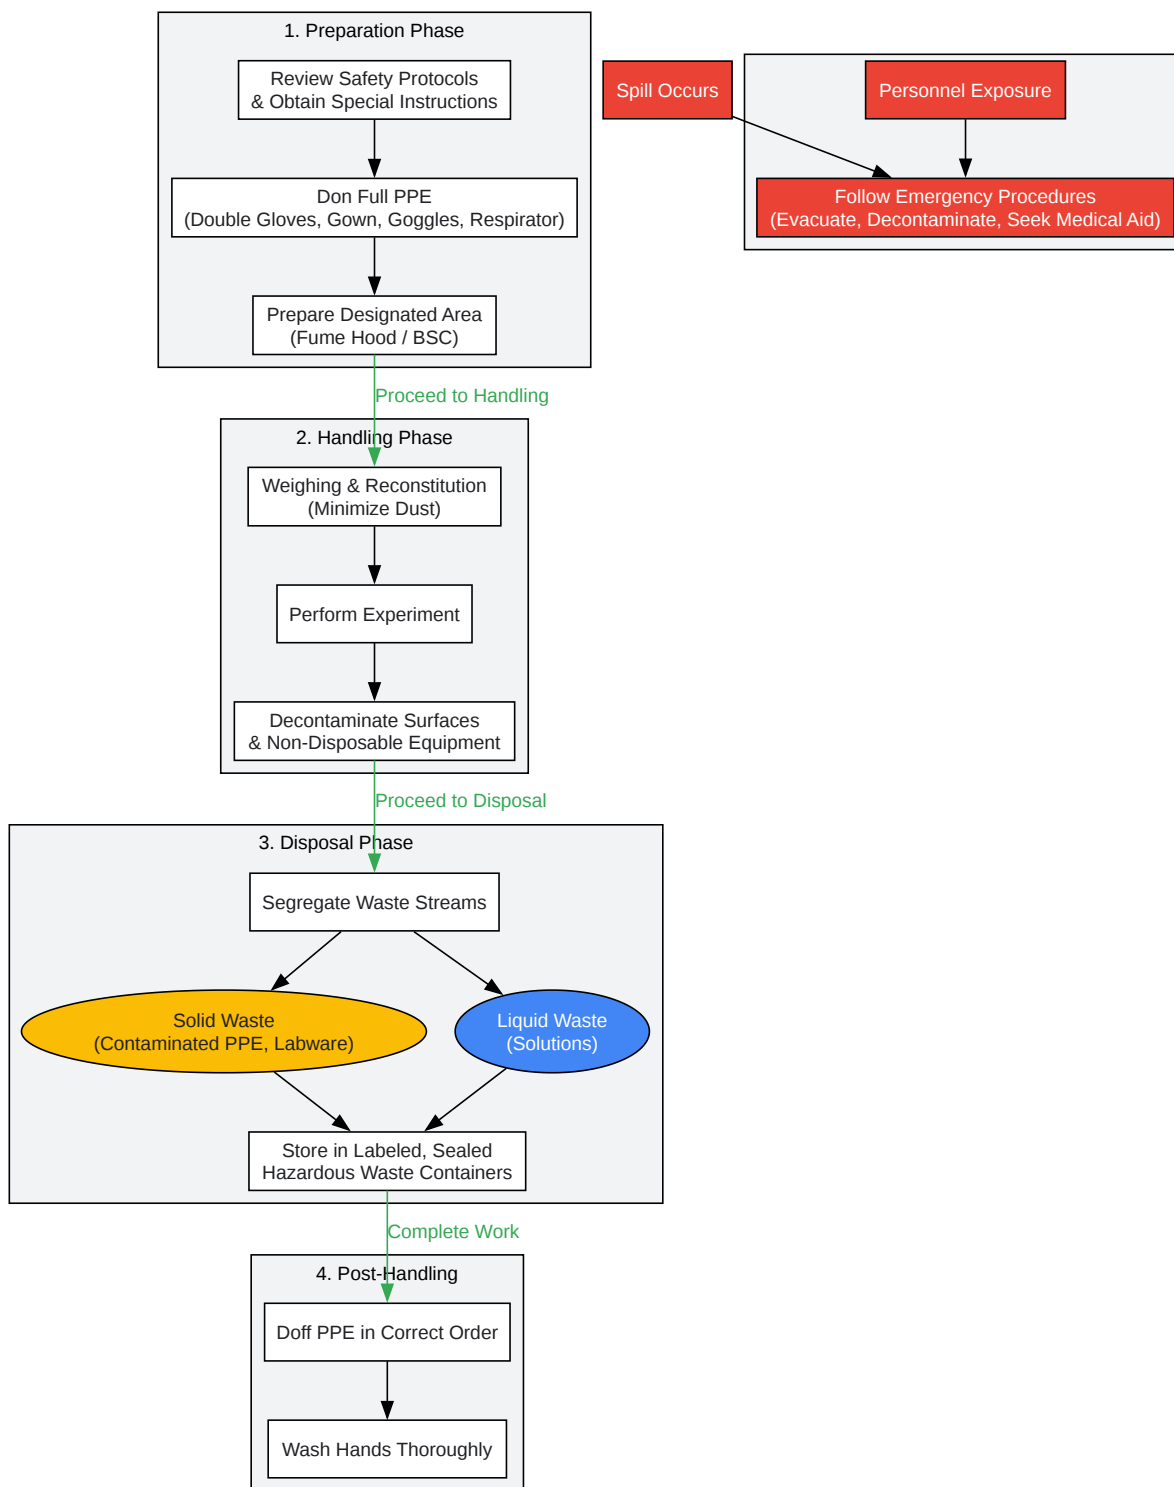 1. Preparation Phase
Review Safety Protocols
& Obtain Special Instructions
Don Full PPE
(Double Gloves, Gown, Goggles, Respirator)
Prepare Designated Area
(Fume Hood / BSC)
Spill Occurs
Personnel Exposure
Follow Emergency Procedures
(Evacuate, Decontaminate, Seek Medical Aid)
Proceed to Handling
2. Handling Phase
Weighing & Reconstitution
(Minimize Dust)
Perform Experiment
Decontaminate Surfaces
& Non-Disposable Equipment
Proceed to Disposal
3. Disposal Phase
Segregate Waste Streams
Solid Waste
(Contaminated PPE, Labware)
Liquid Waste
(Solutions)
Store in Labeled, Sealed
Hazardous Waste Containers
Complete Work
4. Post-Handling
Doff PPE in Correct Order
Wash Hands Thoroughly